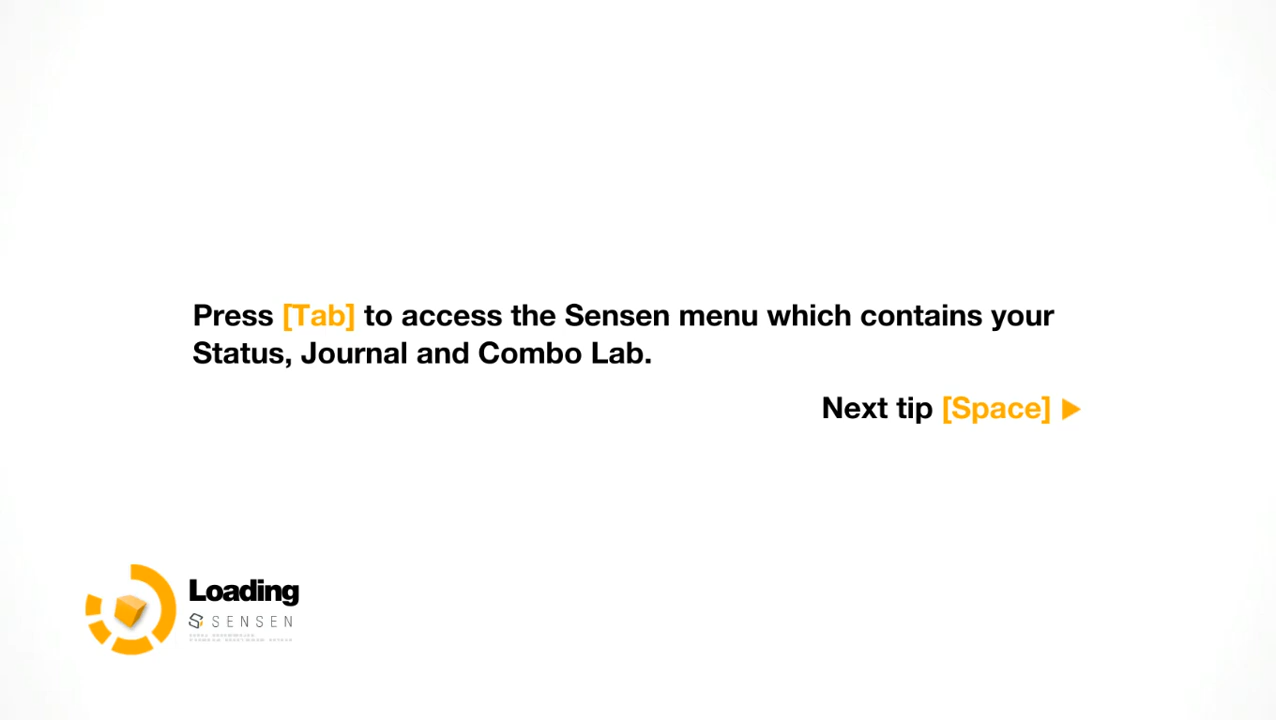 Press [Tab] to access the Sensen menu which contains your
Status, Journal and Combo Lab.
Next tip [Space]
Loading
SENSEN